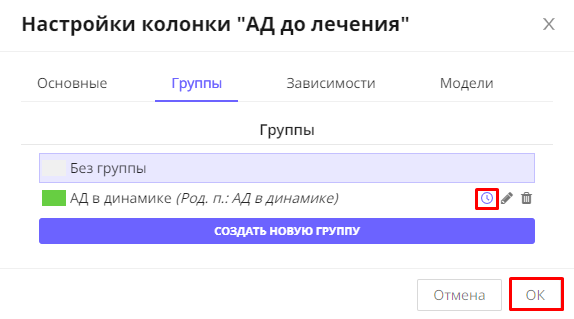 Настройки колонки "АД до лечения"
Основные Группы Зависимости Модели
Группы
Без группы
АД в динамике (Род. п.: АД в динамике)
СОЗДАТЬ НОВУЮ ГРУППУ
Отмена ОК